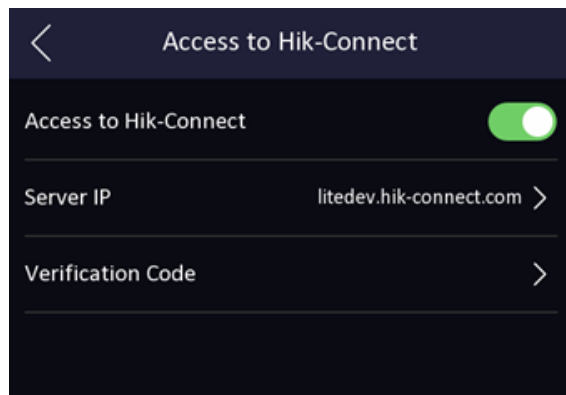 Access to Hik-Connect
Access to Hik-Connect
Server IP litedev.hik-connect.com
Verification Code